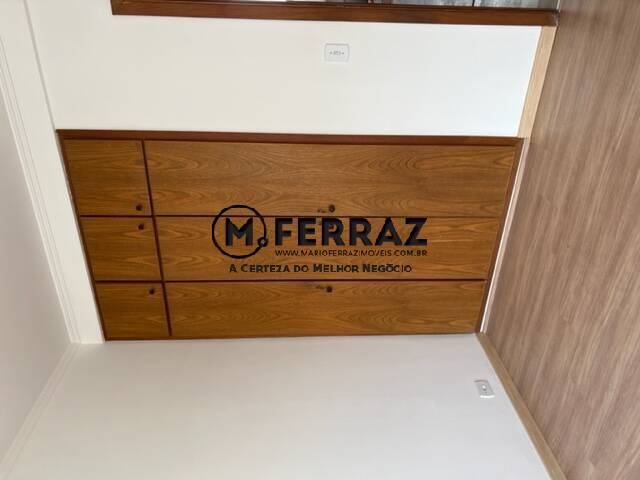 M.FERRAZ
WWW.MARIOFERRAZIMOVEIS.COM.BR
A CERTEZA DO MELHOR NEGÓCIO